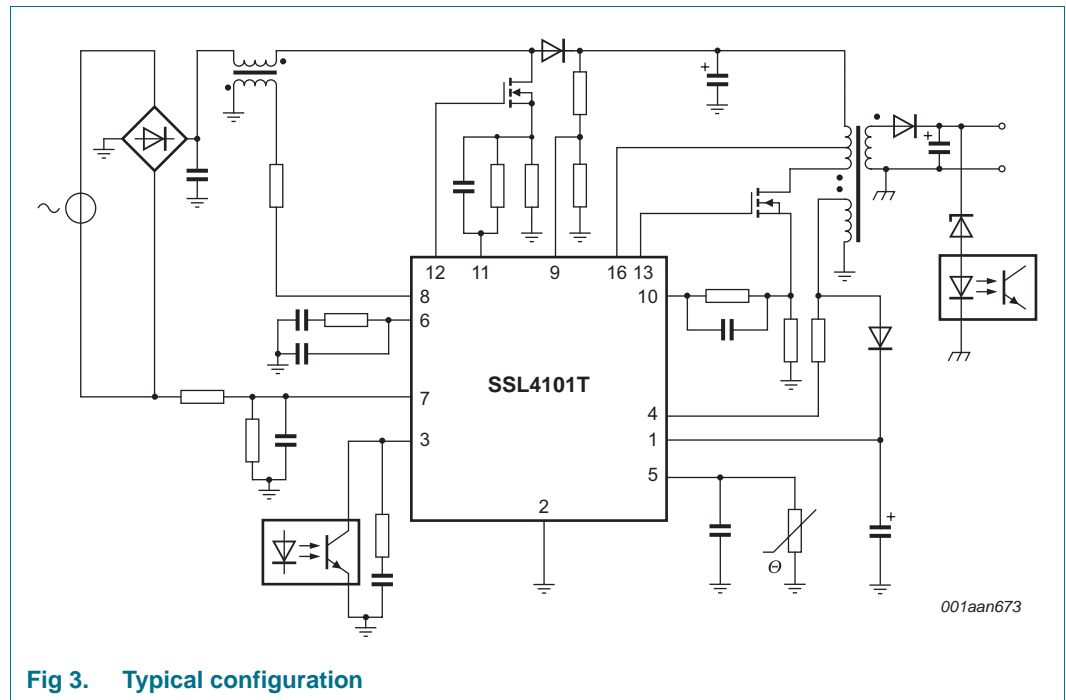 +
+
12 11 9 16 13
8 10
6
SSL4101T
7
4
3
1
5
2
+
Θ
001aan673
Fig 3. Typical configuration